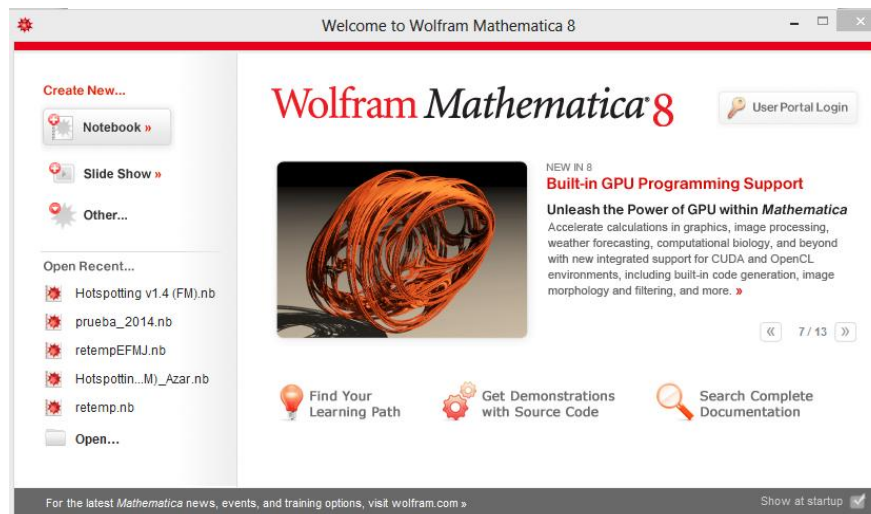 Welcome to Wolfram Mathematica 8
Create New...
Notebook »
Slide Show »
Other...
Open Recent...
Hotspotting v1.4 (FM).nb
prueba_2014.nb
retempEFMJ.nb
Hotspottin...M)_Azar.nb
retemp.nb
Open...
Wolfram Mathematica® 8
User Portal Login
NEW IN 8
Built-in GPU Programming Support
Unleash the Power of GPU within Mathematica
Accelerate calculations in graphics, image processing,
weather forecasting, computational biology, and beyond
with new integrated support for CUDA and OpenCL
environments, including built-in code generation, image
morphology and filtering, and more. »
« 7 / 13 »
Find Your
Learning Path
Get Demonstrations
with Source Code
Search Complete
Documentation
For the latest Mathematica news, events, and training options, visit wolfram.com »
Show at startup